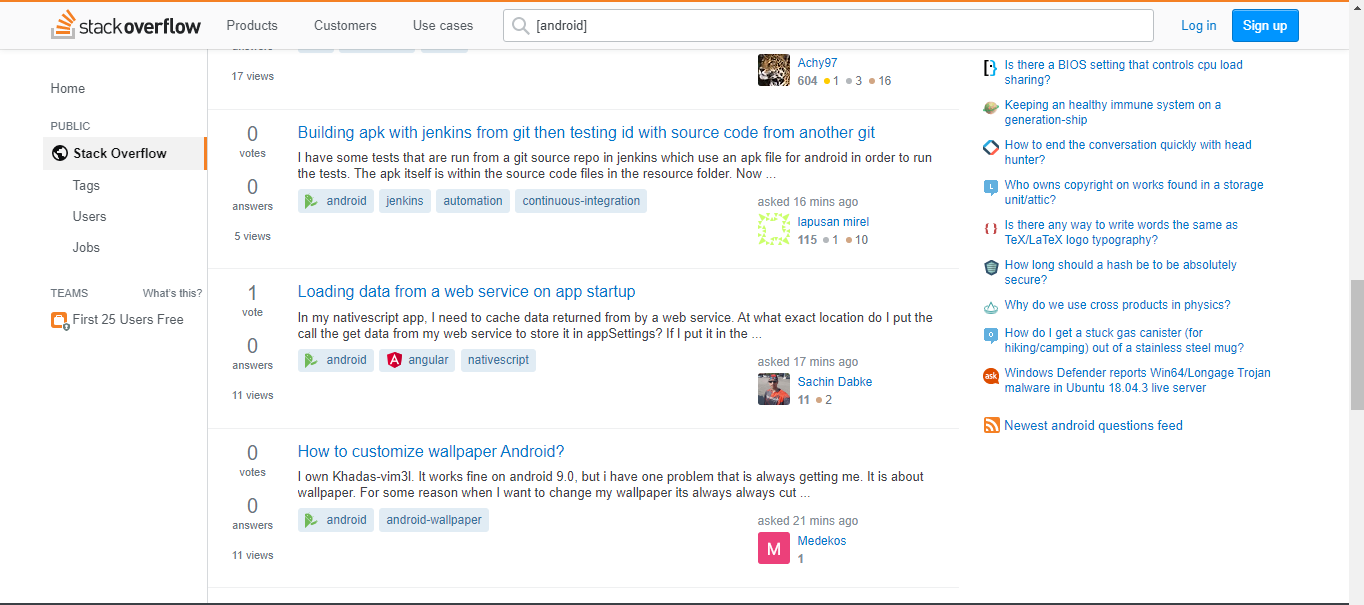 stackoverflow
Products
Customers
Use cases
[android]
Log in
Sign up
Home
PUBLIC
Stack Overflow
Tags
Users
Jobs
TEAMS
What's this?
First 25 Users Free
answers
17 views
Achy97
604 1 3 16
0
votes
0
answers
5 views
Building apk with jenkins from git then testing id with source code from another git
I have some tests that are run from a git source repo in jenkins which use an apk file for android in order to run
the tests. The apk itself is within the source code files in the resource folder. Now ...
android
jenkins
automation
continuous-integration
asked 16 mins ago
lapusan mirel
115 1 10
1
vote
0
answers
11 views
Loading data from a web service on app startup
In my nativescript app, I need to cache data returned from by a web service. At what exact location do I put the
call the get data from my web service to store it in appSettings? If I put it in the ...
android
angular
nativescript
asked 17 mins ago
Sachin Dabke
11 2
0
votes
0
answers
11 views
How to customize wallpaper Android?
I own Khadas-vim3l. It works fine on android 9.0, but i have one problem that is always getting me. It is about
wallpaper. For some reason when I want to change my wallpaper its always always cut ...
android
android-wallpaper
asked 21 mins ago
M
Medekos
1
Is there a BIOS setting that controls cpu load
sharing?
Keeping an healthy immune system on a
generation-ship
How to end the conversation quickly with head
hunter?
L
Who owns copyright on works found in a storage
unit/attic?
Is there any way to write words the same as
TeX/LaTeX logo typography?
How long should a hash be to be absolutely
secure?
Why do we use cross products in physics?
How do I get a stuck gas canister (for
hiking/camping) out of a stainless steel mug?
ask
Windows Defender reports Win64/Longage Trojan
malware in Ubuntu 18.04.3 live server
Newest android questions feed